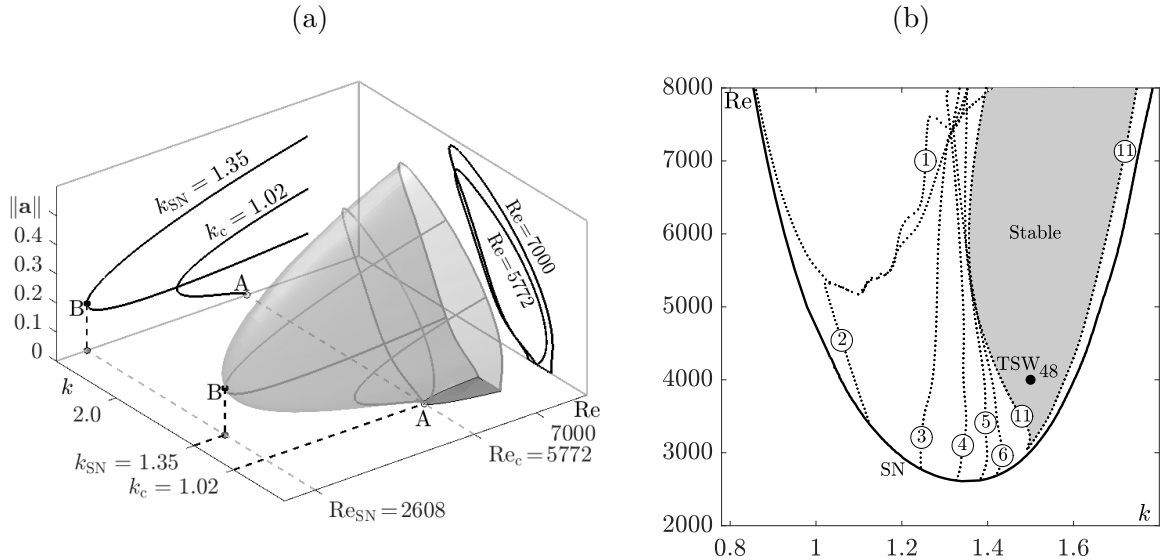 (a)
(b)
k_SN = 1.35
k_c = 1.02
‖a‖
0.4
0.3
0.2
0.1
0
A
B
Re=7000
Re=5772
k
2.0
B
A
Re
7000
Re_c=5772
k_SN = 1.35
k_c = 1.02
Re_SN=2608
8000
Re
7000
6000
5000
4000
3000
2000
1
11
Stable
2
TSW_48
11
5
3
4
6
SN
k
0.8
1
1.2
1.4
1.6